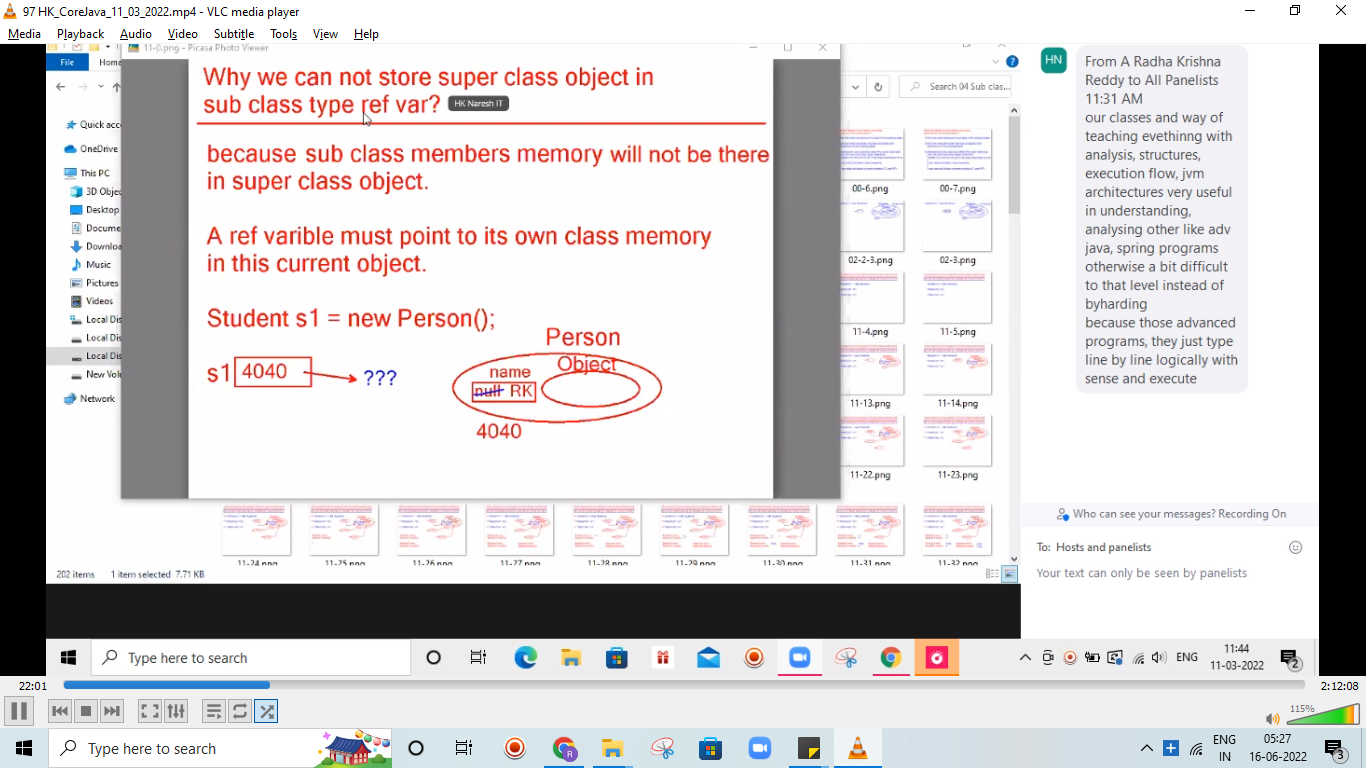 97 HK_CoreJava_11_03_2022.mp4 - VLC media player
Media Playback Audio Video Subtitle Tools View Help
11-0.png - Picasa Photo Viewer
File
Home
Search 04 Sub clas...
Quick acc
OneDrive
This PC
3D Objec
Desktop
Docume
Downloa
Music
Pictures
Videos
Local Dis
Local Dis
Local Dis
New Volu
Network
Why we can not store super class object in
sub class type ref var?
HK Naresh IT
because sub class members memory will not be there
in super class object.
A ref varible must point to its own class memory
in this current object.
Student s1 = new Person();
Person
Object
name
s1 4040
???
null RK
4040
00-6.png 00-7.png
02-2-3.png 02-3.png
11-4.png 11-5.png
11-13.png 11-14.png
11-22.png 11-23.png
11-24.png 11-25.png 11-26.png 11-27.png 11-28.png 11-29.png 11-30.png 11-31.png 11-32.png
202 items 1 item selected 7.71 KB
HN
From A Radha Krishna
Reddy to All Panelists
11:31 AM
our classes and way of
teaching evethinng with
analysis, structures,
execution flow, jvm
architectures very useful
in understanding,
analysing other like adv
java, spring programs
otherwise a bit difficult
to that level instead of
byharding
because those advanced
programs, they just type
line by line logically with
sense and execute
Who can see your messages? Recording On
To: Hosts and panelists
Your text can only be seen by panelists
Type here to search
ENG
11:44
11-03-2022
2
22:01
2:12:08
115%
Type here to search
ENG
IN
05:27
16-06-2022
3